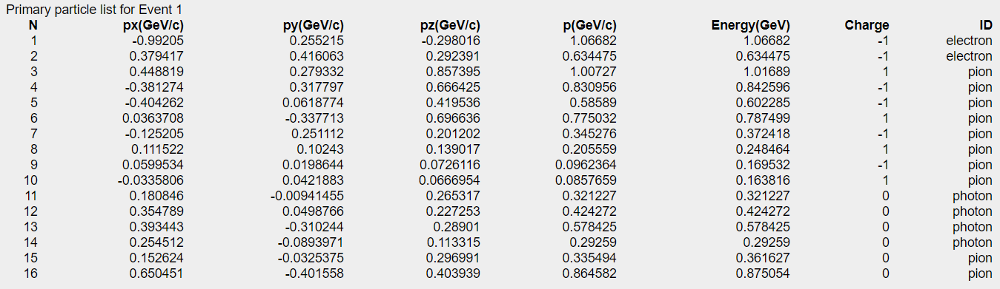 Primary particle list for Event 1
N px(GeV/c) py(GeV/c) pz(GeV/c) p(GeV/c) Energy(GeV) Charge ID
1 -0.99205 0.255215 -0.298016 1.06682 1.06682 -1 electron
2 0.379417 0.416063 0.292391 0.634475 0.634475 -1 electron
3 0.448819 0.279332 0.857395 1.00727 1.01689 1 pion
4 -0.381274 0.317797 0.666425 0.830956 0.842596 -1 pion
5 -0.404262 0.0618774 0.419536 0.58589 0.602285 -1 pion
6 0.0363708 -0.337713 0.696636 0.775032 0.787499 1 pion
7 -0.125205 0.251112 0.201202 0.345276 0.372418 -1 pion
8 0.111522 0.10243 0.139017 0.205559 0.248464 1 pion
9 0.0599534 0.0198644 0.0726116 0.0962364 0.169532 -1 pion
10 -0.0335806 0.0421883 0.0666954 0.0857659 0.163816 1 pion
11 0.180846 -0.00941455 0.265317 0.321227 0.321227 0 photon
12 0.354789 0.0498766 0.227253 0.424272 0.424272 0 photon
13 0.393443 -0.310244 0.28901 0.578425 0.578425 0 photon
14 0.254512 -0.0893971 0.113315 0.29259 0.29259 0 photon
15 0.152624 -0.0325375 0.296991 0.335494 0.361627 0 pion
16 0.650451 -0.401558 0.403939 0.864582 0.875054 0 pion